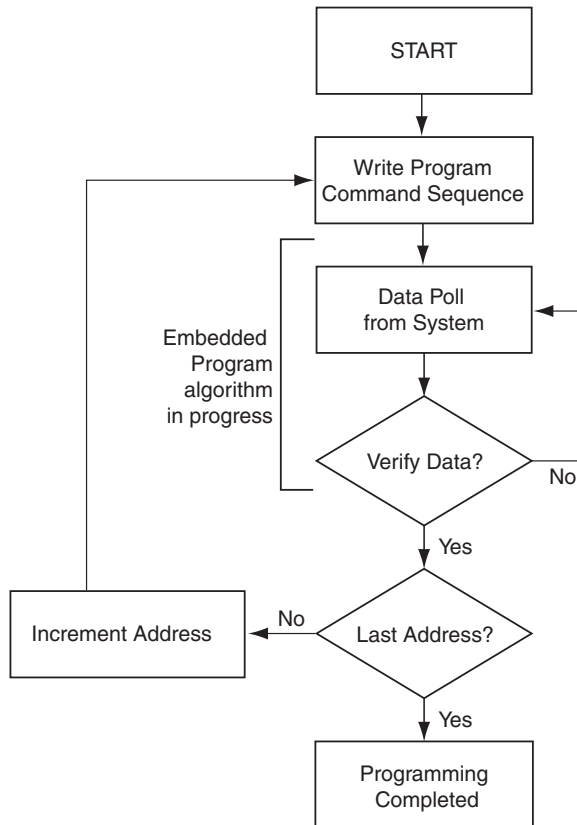 START
Write Program
Command Sequence
Data Poll
from System
Embedded
Program
algorithm
in progress
Verify Data?
No
Yes
Last Address?
No
Increment Address
Yes
Programming
Completed